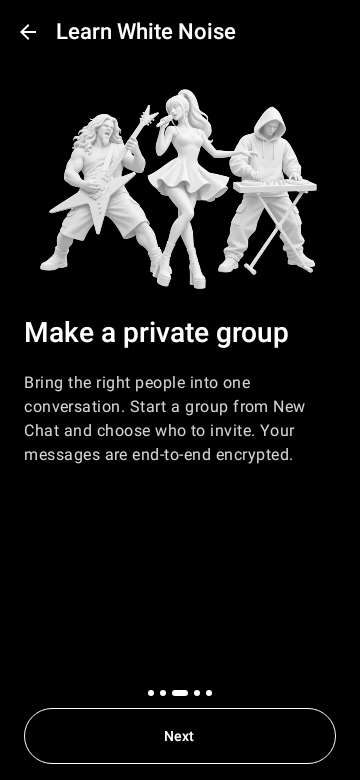 Learn White Noise
Make a private group
Bring the right people into one
conversation. Start a group from New
Chat and choose who to invite. Your
messages are end-to-end encrypted.
Next